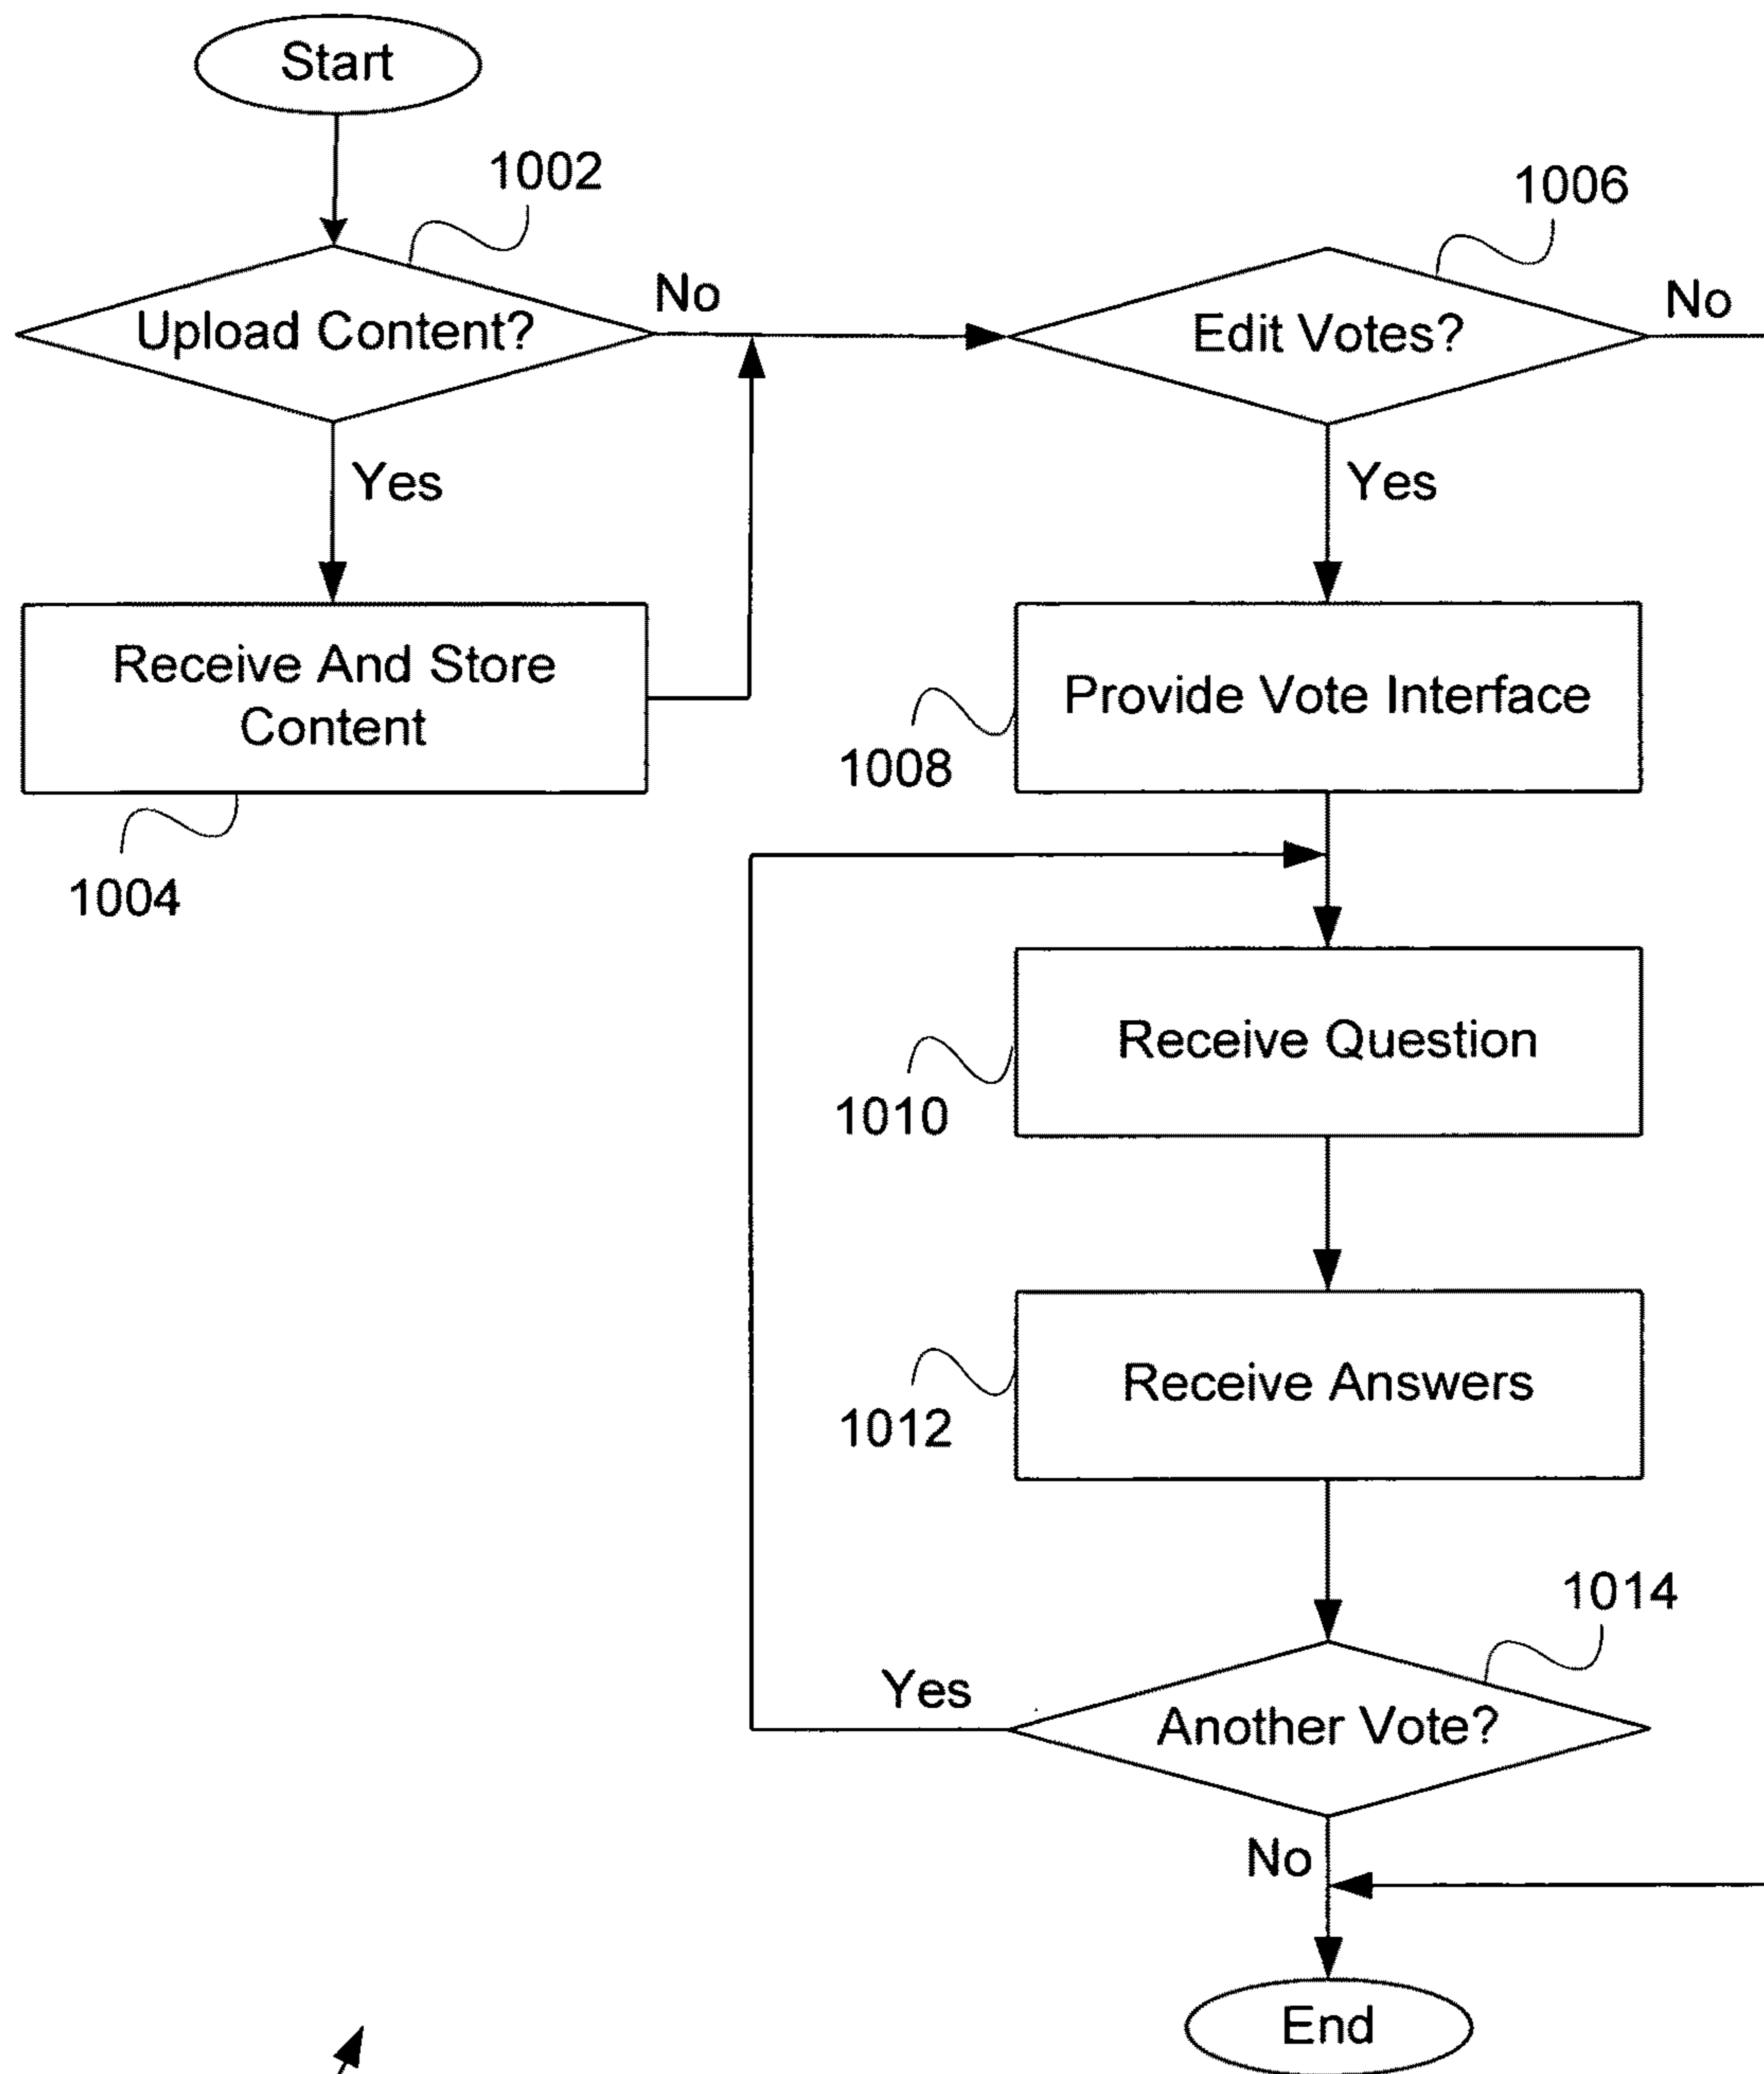 Start
1002
Upload Content?
No
Yes
Receive And Store
Content
1004
1006
Edit Votes?
No
Yes
Provide Vote Interface
1008
Receive Question
1010
Receive Answers
1012
1014
Another Vote?
Yes
No
End